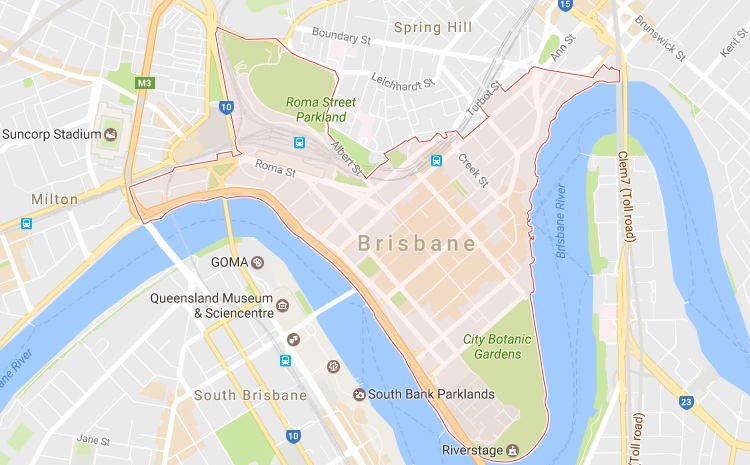 15
Spring Hill
Boundary St
Ann St
Brunswick St
Kent St
M3
Leichhardt St
Turbot St
10
Roma Street
Parkland
Suncorp Stadium
Albert St
Roma St
Creek St
Clem7 (Toll road)
Milton
Brisbane River
Brisbane
GOMA
Queensland Museum
& Sciencentre
City Botanic
Gardens
ane River
South Brisbane
South Bank Parklands
23
10
Jane St
Riverstage
(Toll road)